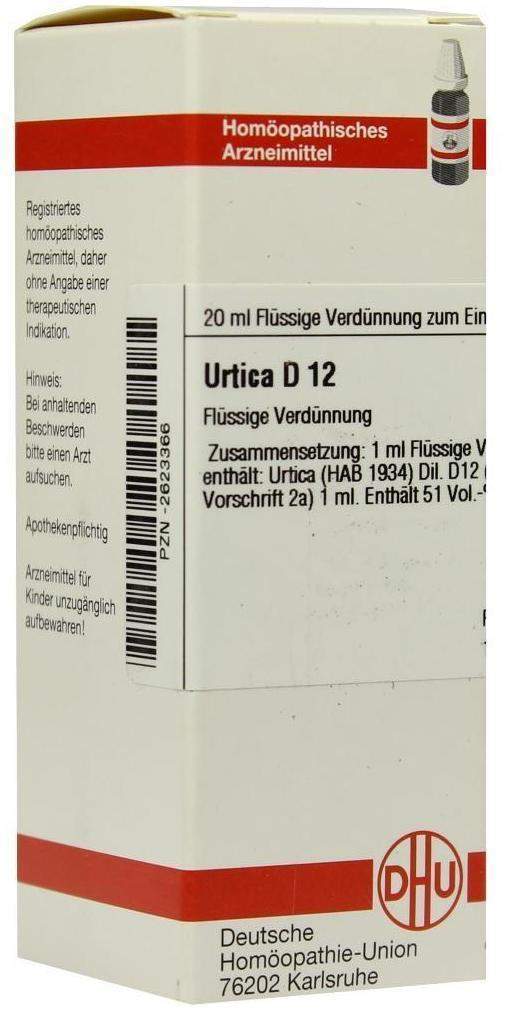 Homöopathisches
Arzneimittel
Registriertes
homöopathisches
Arzneimittel, daher
ohne Angabe einer
therapeutischen
Indikation.
Hinweis:
Bei anhaltenden
Beschwerden
bitte einen Arzt
aufsuchen.
Apothekenpflichtig
Arzneimittel für
Kinder unzugänglich
aufbewahren!
PZN -2623366
20 ml Flüssige Verdünnung zum Ein
Urtica D 12
Flüssige Verdünnung
Zusammensetzung: 1 ml Flüssige V
enthält: Urtica (HAB 1934) Dil. D12 (
Vorschrift 2a) 1 ml. Enthält 51 Vol.-
DHU
Deutsche
Homöopathie-Union
76202 Karlsruhe